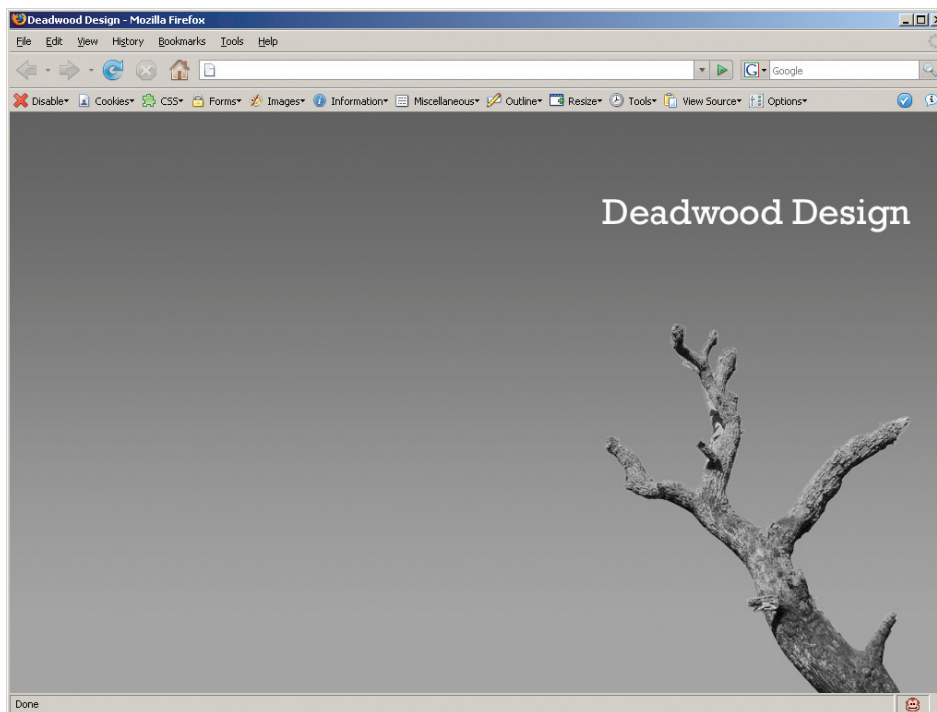 Deadwood Design - Mozilla Firefox
File Edit View History Bookmarks Tools Help
G Google
Disable Cookies CSS Forms Images Information Miscellaneous Outline Resize Tools View Source Options
Deadwood Design
Done